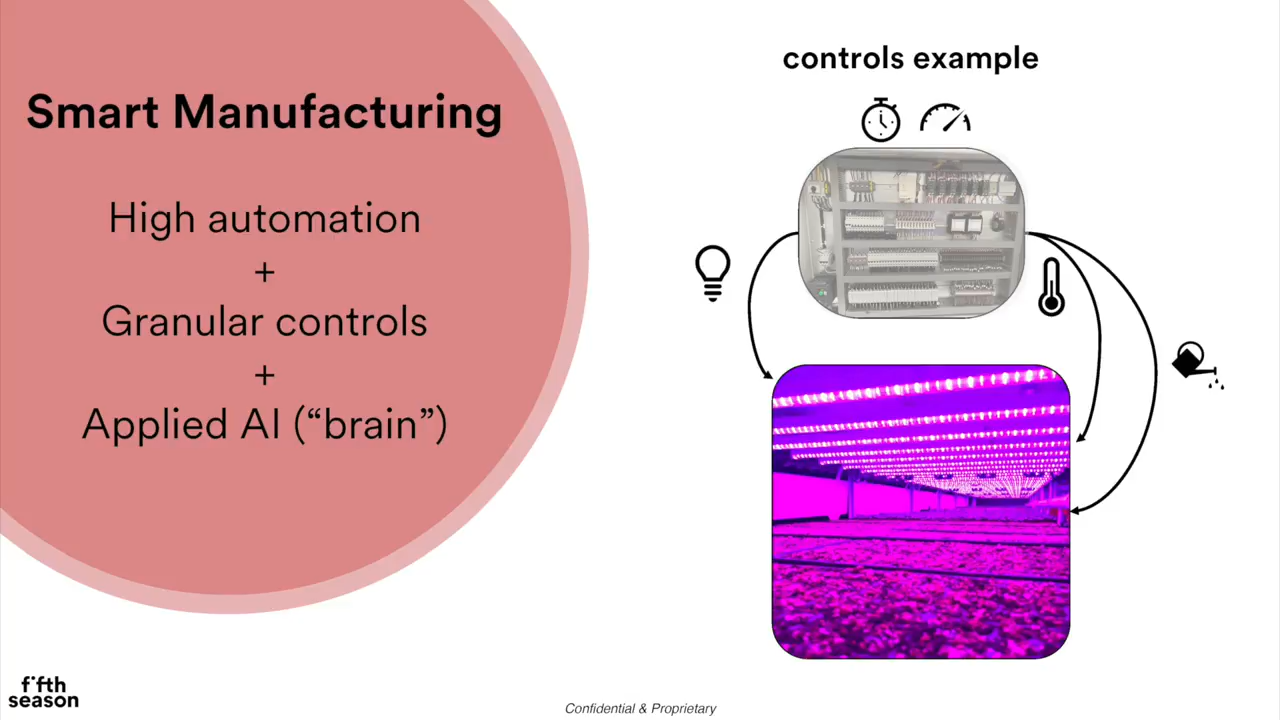 Smart Manufacturing
High automation
+
Granular controls
+
Applied AI (“brain”)
controls example
fifth
season
Confidential & Proprietary